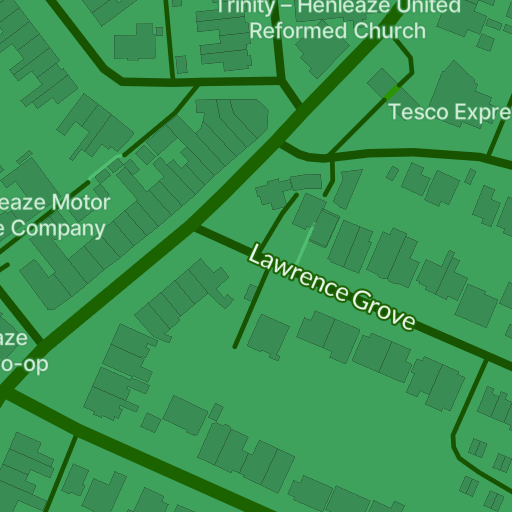 Trinity – Henleaze United
Reformed Church
Tesco Expre
eaze Motor
e Company
Lawrence Grove
aze
o-op